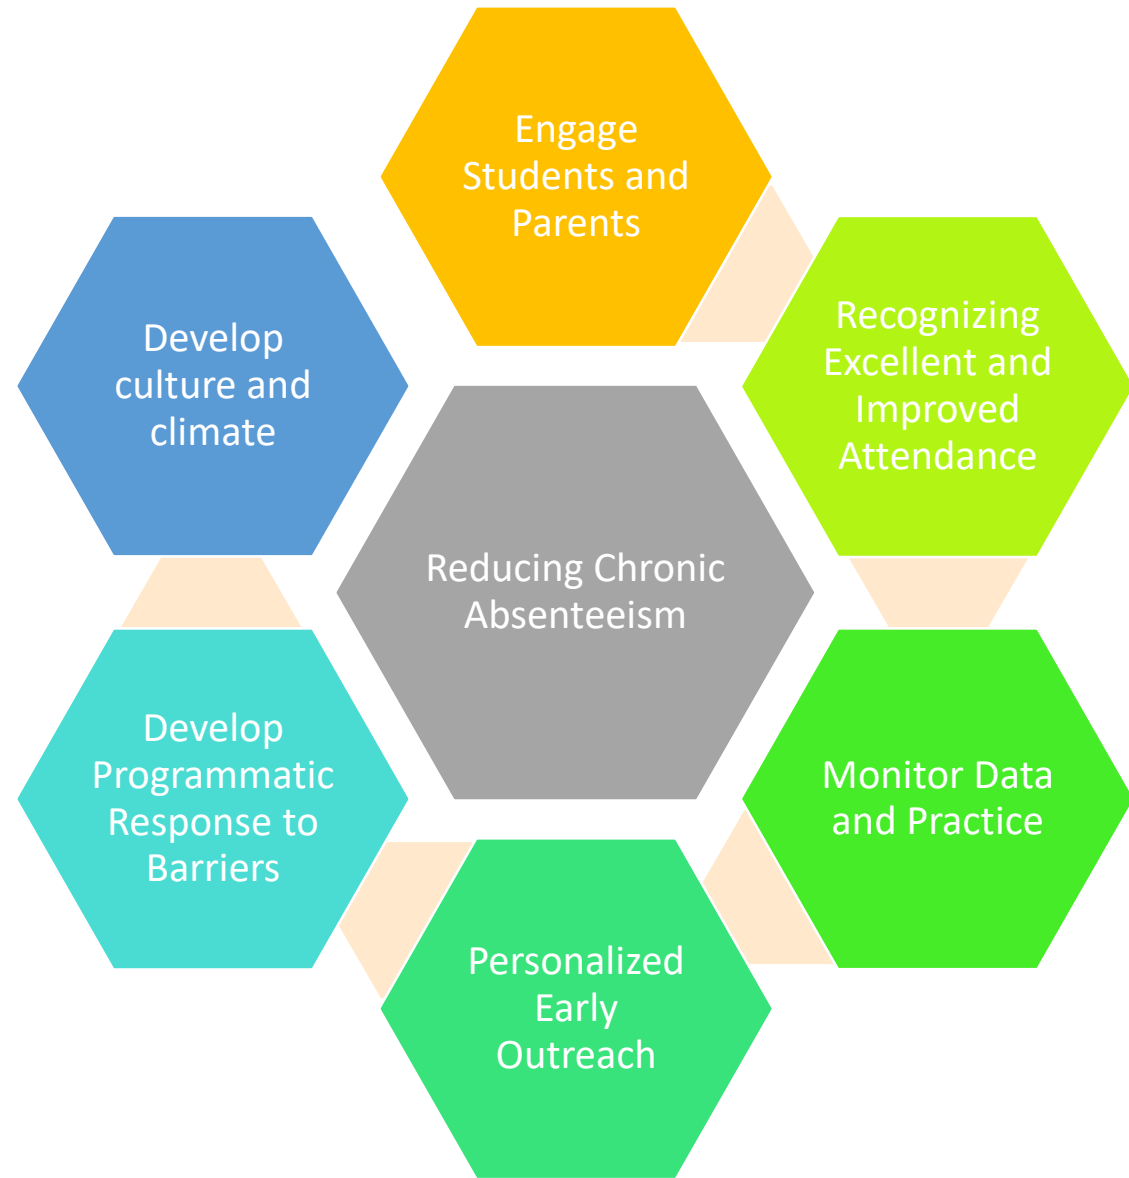 Engage
Students and
Parents
Recognizing
Excellent and
Improved
Attendance
Monitor Data
and Practice
Personalized
Early
Outreach
Develop
Programmatic
Response to
Barriers
Develop
culture and
climate
Reducing Chronic
Absenteeism